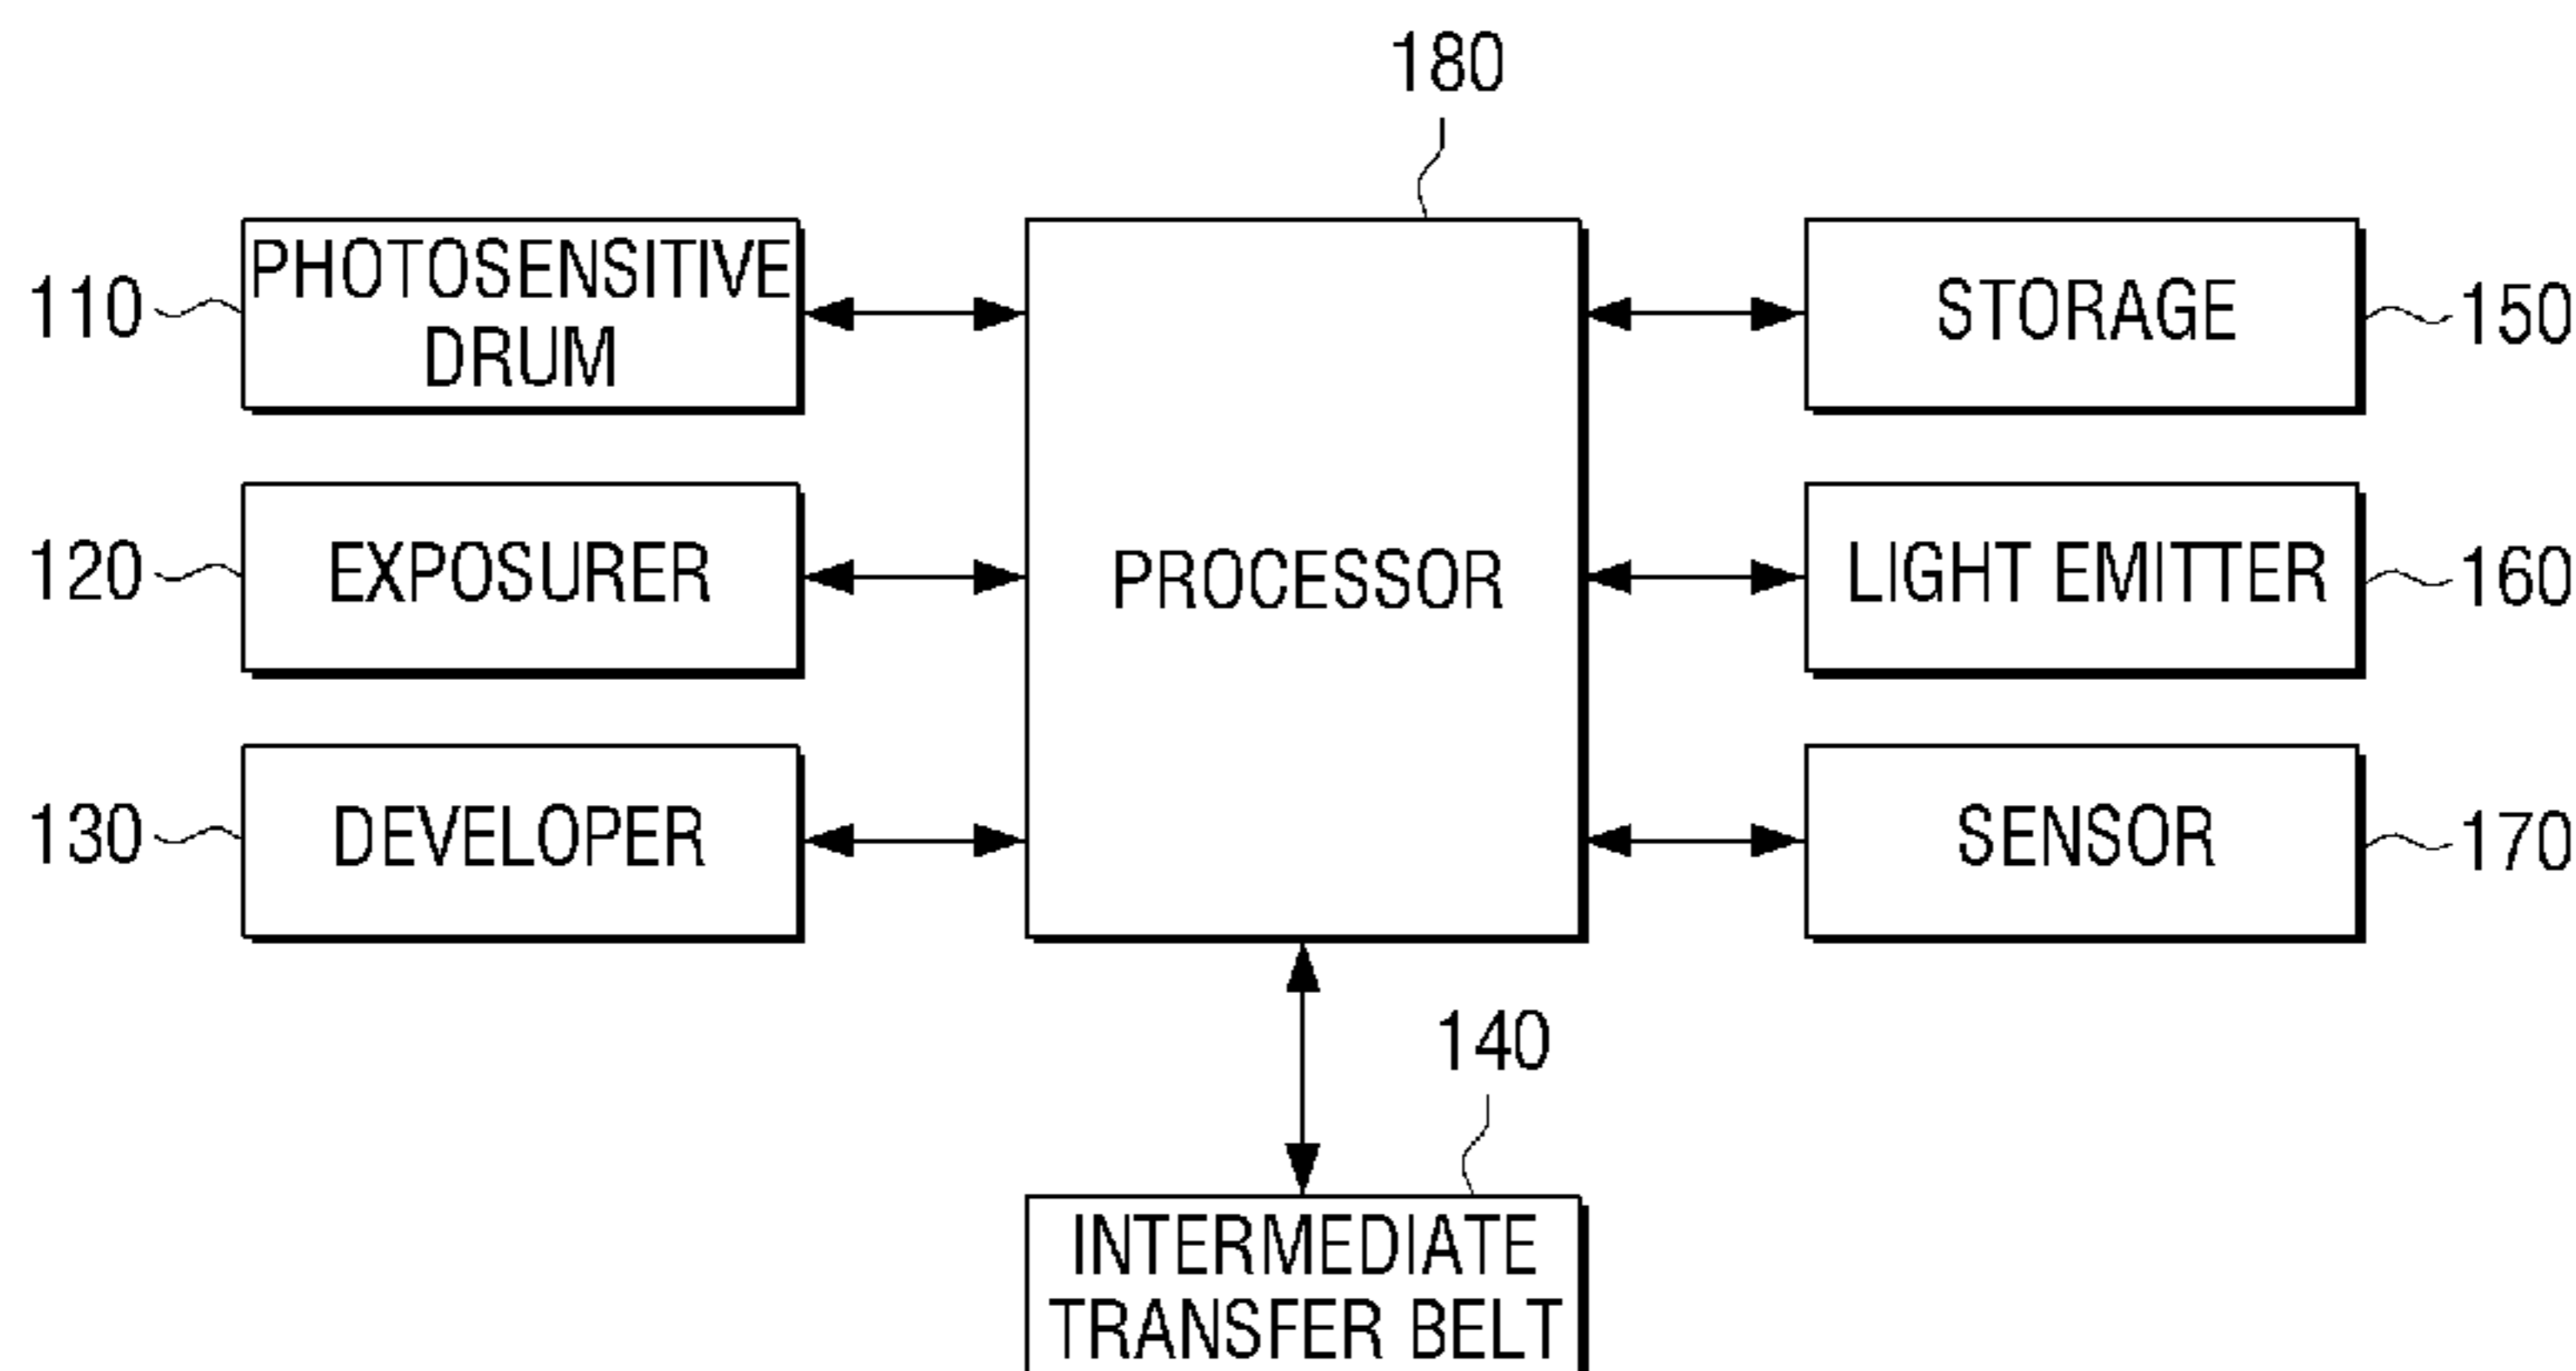 180
110
PHOTOSENSITIVE
DRUM
STORAGE
150
120
EXPOSURER
PROCESSOR
LIGHT EMITTER
160
130
DEVELOPER
SENSOR
170
140
INTERMEDIATE
TRANSFER BELT